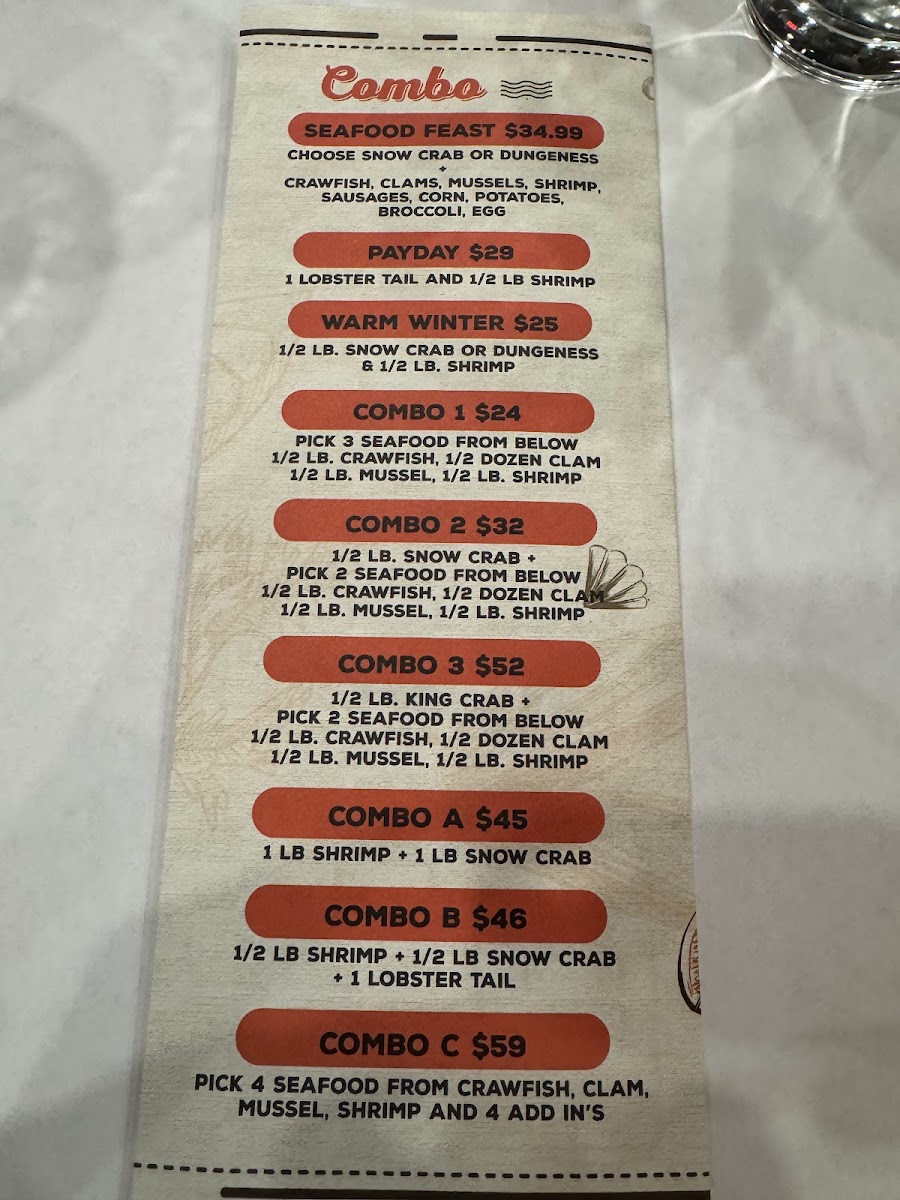 Combo
SEAFOOD FEAST $34.99
CHOOSE SNOW CRAB OR DUNGENESS
+
CRAWFISH, CLAMS, MUSSELS, SHRIMP,
SAUSAGES, CORN, POTATOES,
BROCCOLI, EGG
PAYDAY $29
1 LOBSTER TAIL AND 1/2 LB SHRIMP
WARM WINTER $25
1/2 LB. SNOW CRAB OR DUNGENESS
& 1/2 LB. SHRIMP
COMBO 1 $24
PICK 3 SEAFOOD FROM BELOW
1/2 LB. CRAWFISH, 1/2 DOZEN CLAM
1/2 LB. MUSSEL, 1/2 LB. SHRIMP
COMBO 2 $32
1/2 LB. SNOW CRAB +
PICK 2 SEAFOOD FROM BELOW
1/2 LB. CRAWFISH, 1/2 DOZEN CLAM
1/2 LB. MUSSEL, 1/2 LB. SHRIMP
COMBO 3 $52
1/2 LB. KING CRAB +
PICK 2 SEAFOOD FROM BELOW
1/2 LB. CRAWFISH, 1/2 DOZEN CLAM
1/2 LB. MUSSEL, 1/2 LB. SHRIMP
COMBO A $45
1 LB SHRIMP + 1 LB SNOW CRAB
COMBO B $46
1/2 LB SHRIMP + 1/2 LB SNOW CRAB
+ 1 LOBSTER TAIL
COMBO C $59
PICK 4 SEAFOOD FROM CRAWFISH, CLAM,
MUSSEL, SHRIMP AND 4 ADD IN'S